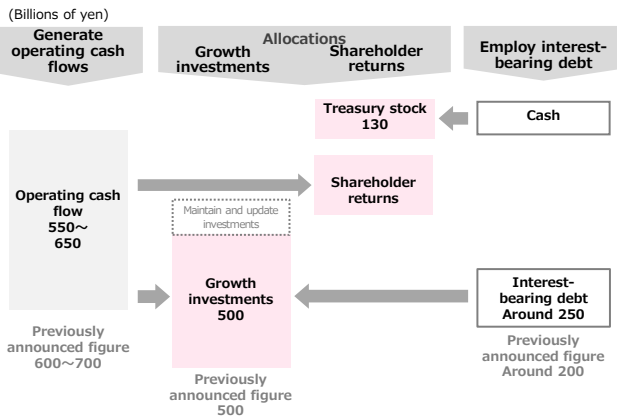 (Billions of yen)
Generate
operating cash
flows
Allocations
Growth
investments
Shareholder
returns
Employ interest-
bearing debt
Treasury stock
130
Cash
Operating cash
flow
550～
650
Shareholder
returns
Maintain and update
investments
Growth
investments
500
Interest-
bearing debt
Around 250
Previously
announced figure
600～700
Previously
announced figure
500
Previously
announced figure
Around 200